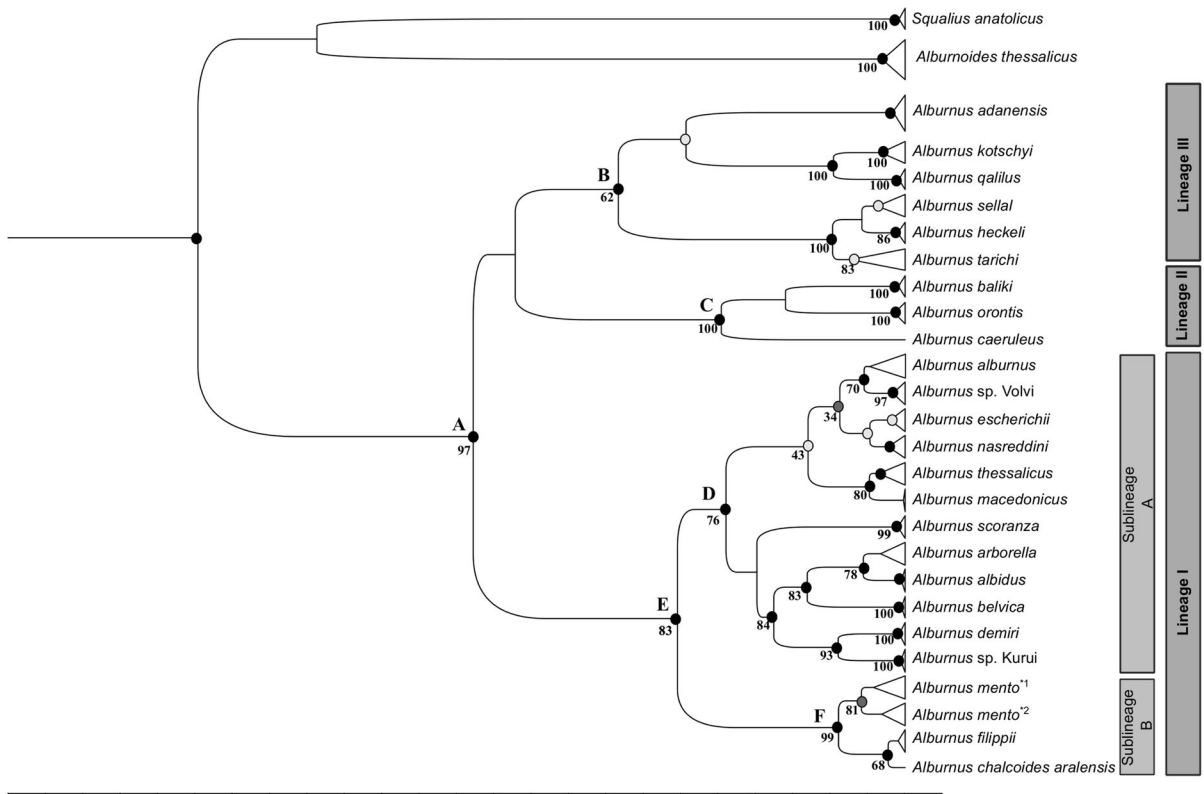 Squalius anatolicus
100
Alburnoides thessalicus
100
Alburnus adanensis
Alburnus kotschyi
100
B
100
Alburnus qalilus
100
62
Alburnus sellal
Alburnus heckeli
86
100
Alburnus tarichi
83
Lineage III
Alburnus baliki
100
C
Alburnus orontis
100
100
Alburnus caeruleus
Lineage II
Alburnus alburnus
70
Alburnus sp. Volvi
97
34
Alburnus escherichii
A
97
43
Alburnus nasreddini
Alburnus thessalicus
80
D
Alburnus macedonicus
76
Alburnus scoranza
99
Alburnus arborella
78
Alburnus albidus
83
E
Alburnus belvica
100
83
84
Alburnus demiri
100
93
Alburnus sp. Kurui
100
Sublineage
A
Alburnus mento*1
81
Alburnus mento*2
F
99
Alburnus filippii
68
Alburnus chalcoides aralensis
Sublineage
B
Lineage I